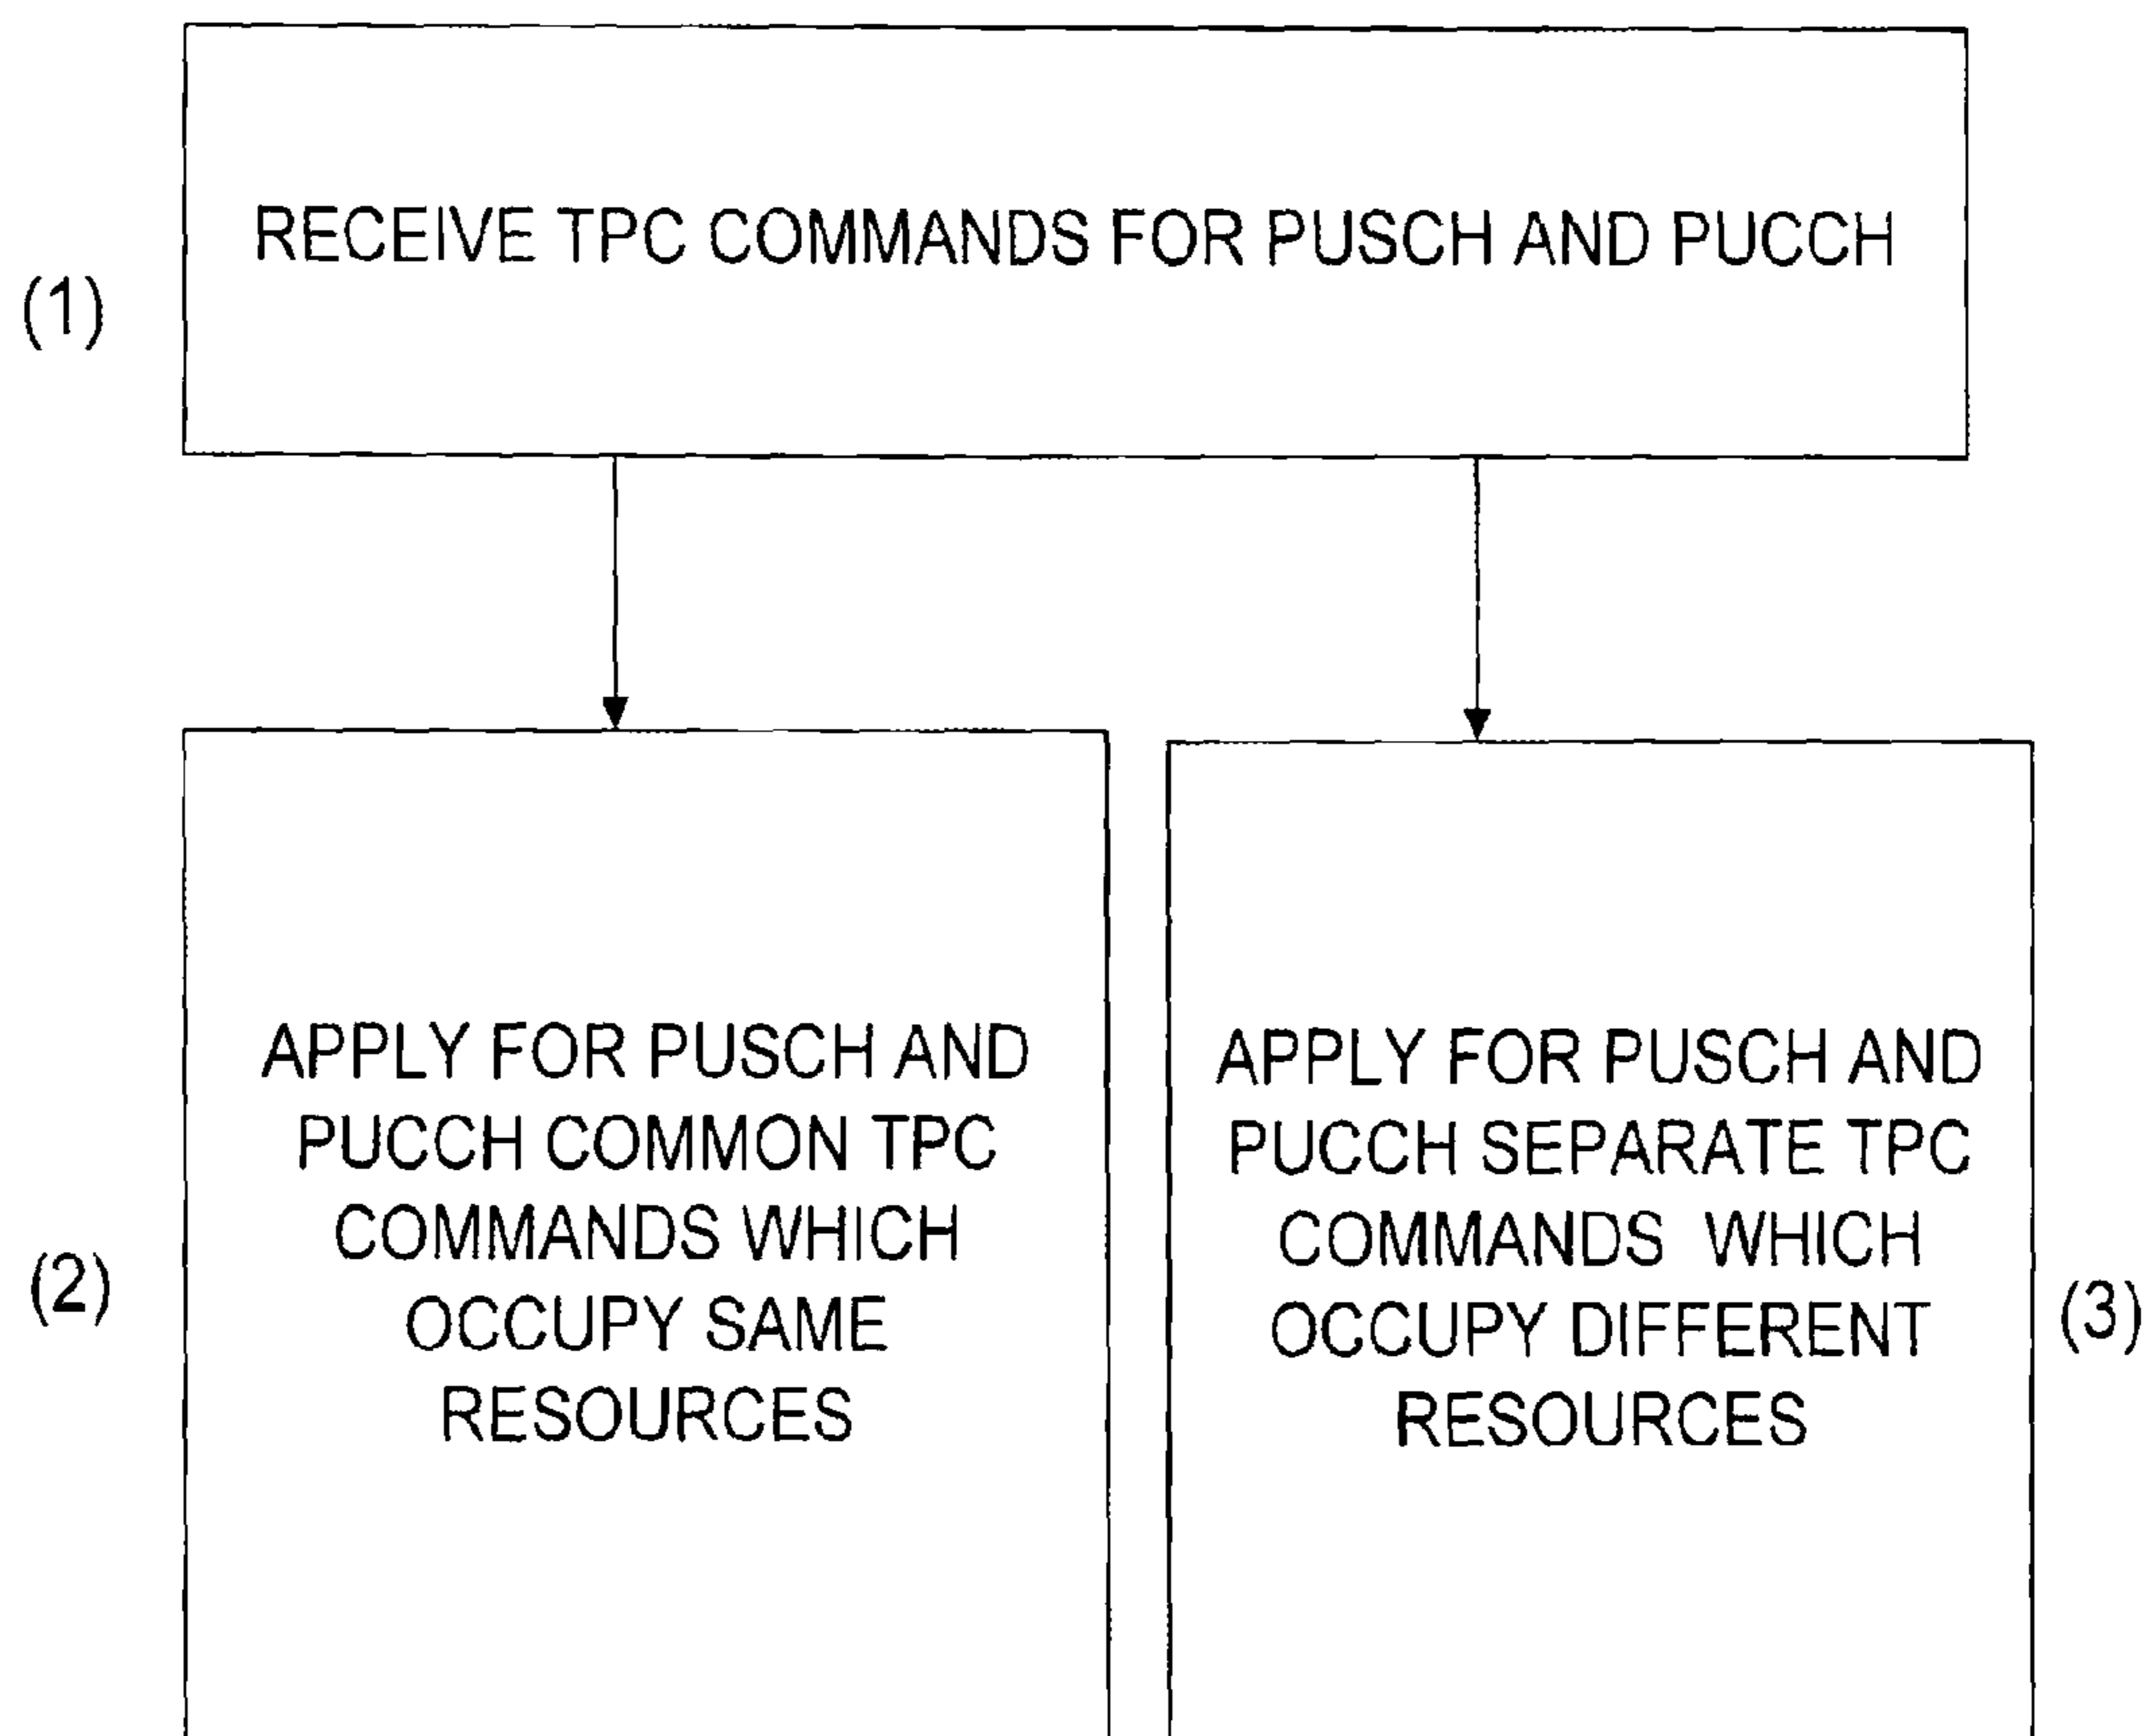 RECEIVE TPC COMMANDS FOR PUSCH AND PUCCH
(1)
APPLY FOR PUSCH AND
PUCCH COMMON TPC
COMMANDS WHICH
OCCUPY SAME
RESOURCES
(2)
APPLY FOR PUSCH AND
PUCCH SEPARATE TPC
COMMANDS WHICH
OCCUPY DIFFERENT
RESOURCES
(3)